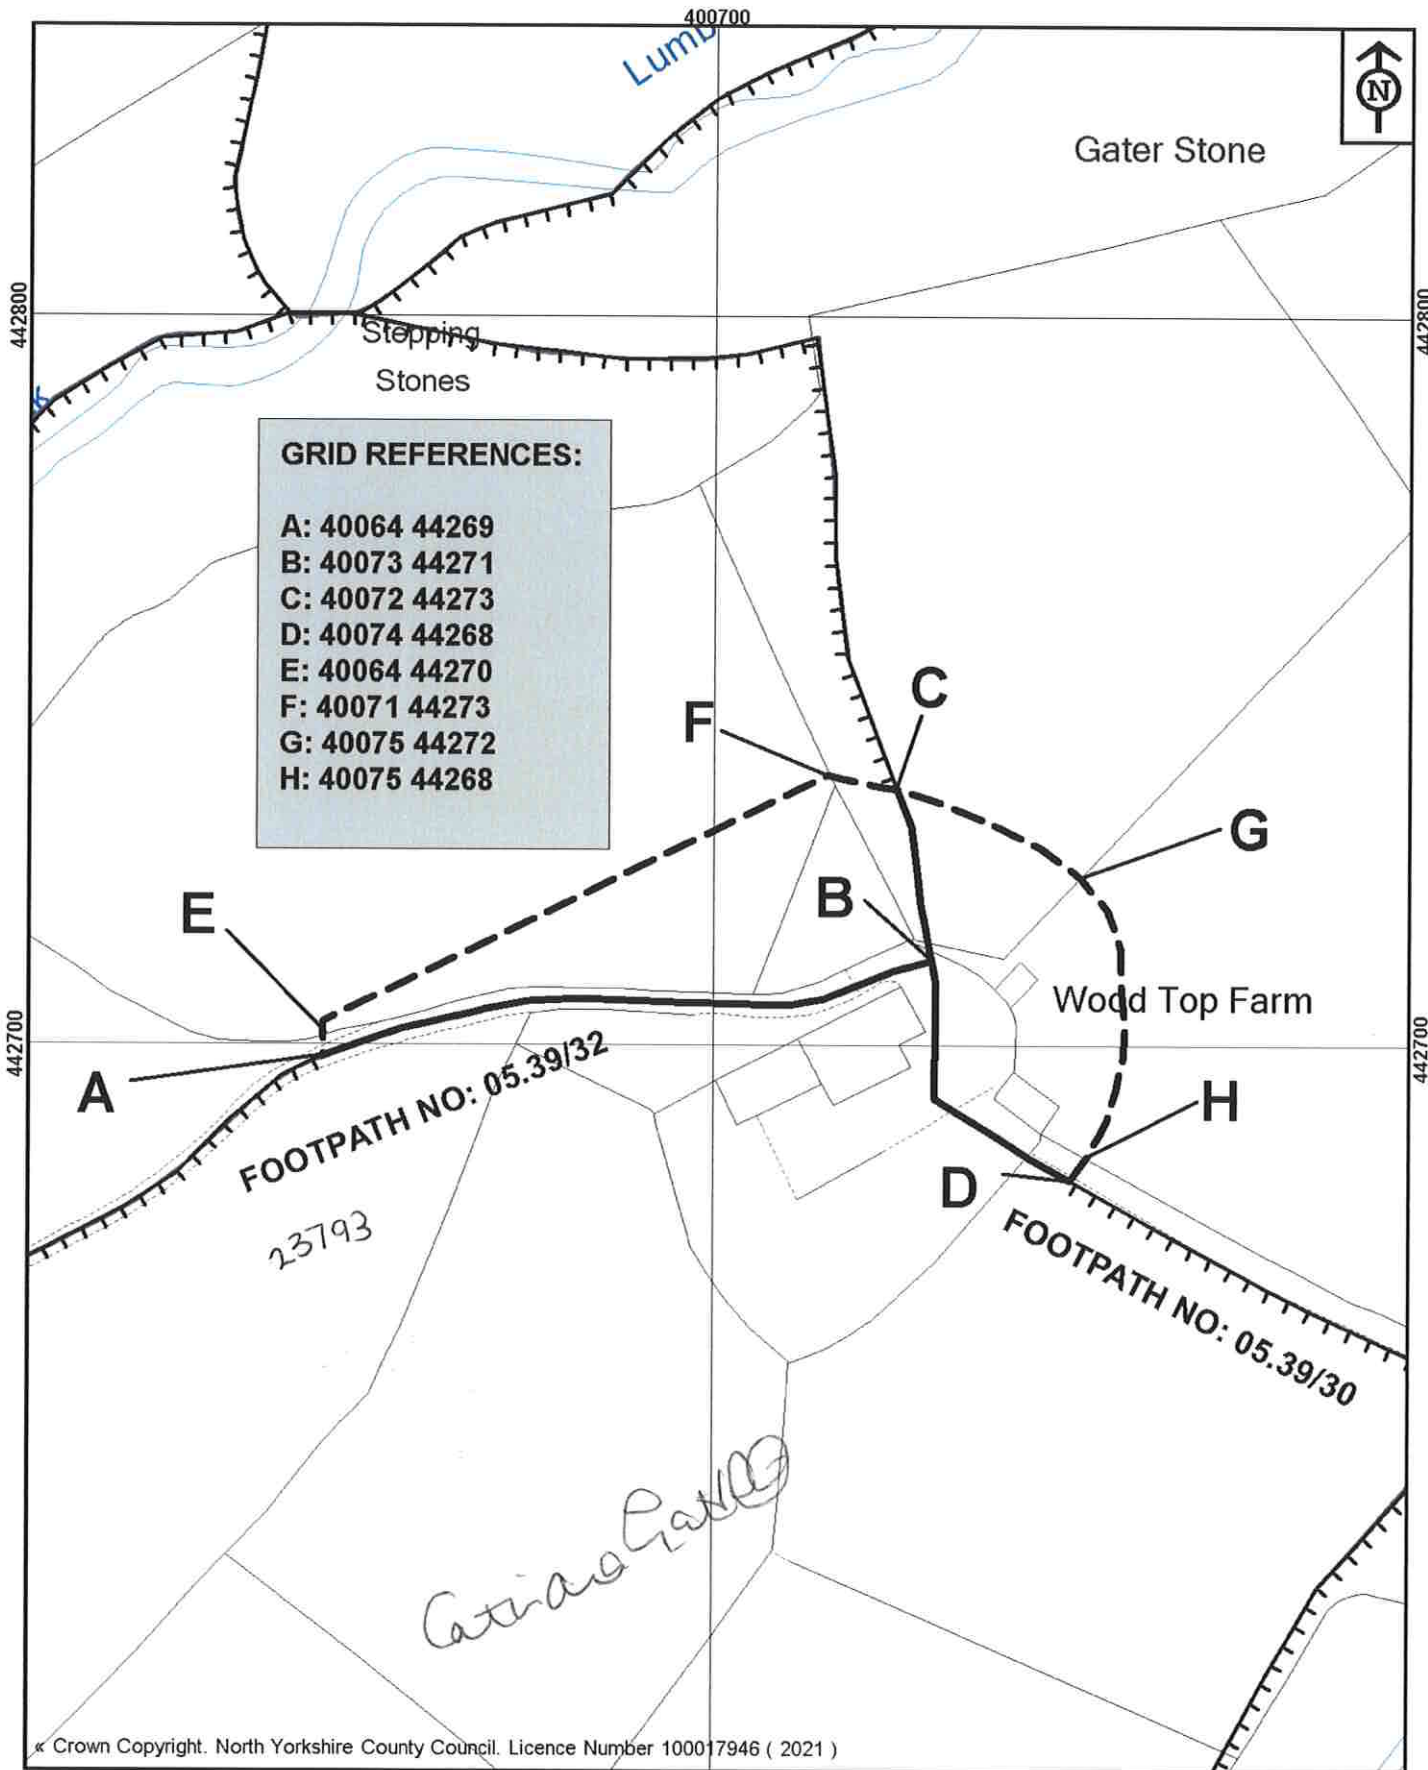 400700
Lumb
N
Gater Stone
442800
442800
Stepping
Stones
k
GRID REFERENCES:
A: 40064 44269
B: 40073 44271
C: 40072 44273
D: 40074 44268
E: 40064 44270
F: 40071 44273
G: 40075 44272
H: 40075 44268
C
F
G
B
E
Wood Top Farm
442700
442700
A
H
FOOTPATH NO: 05.39/32
D
23793
FOOTPATH NO: 05.39/30
« Crown Copyright. North Yorkshire County Council. Licence Number 100017946 ( 2021 )